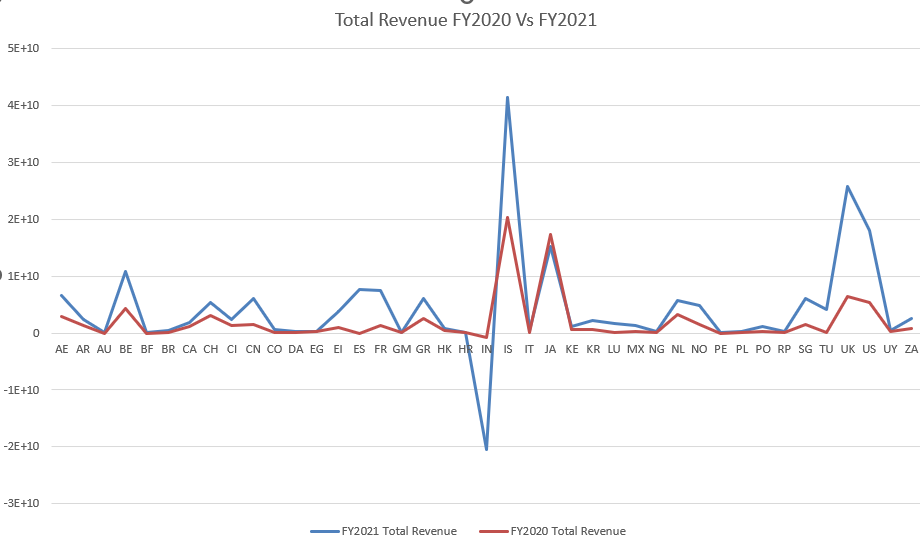 Total Revenue FY2020 Vs FY2021
5E+10
4E+10
3E+10
2E+10
1E+10
0
-1E+10
-2E+10
-3E+10
AE AR AU BE BF BR CA CH CI CN CO DA EG EI ES FR GM GR HK HR IN IS IT JA KE KR LU MX NG NL NO PE PL PO RP SG TU UK US UY ZA
FY2021 Total Revenue FY2020 Total Revenue